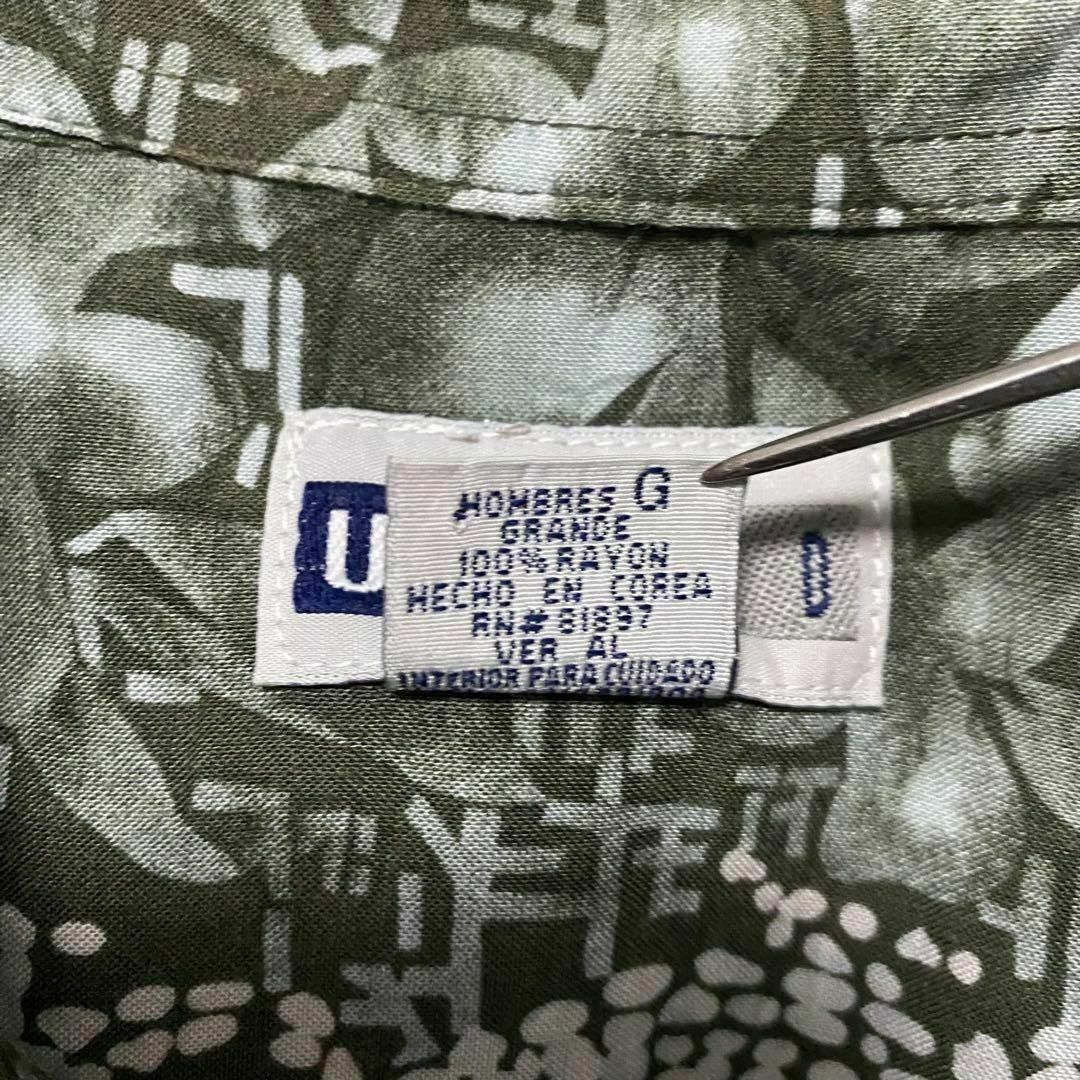 HOMBRES G
GRANDE
100% RAYON
HECHO EN COREA
RN# 81897
VER AL
INTERIOR PARA CUIDADO
U